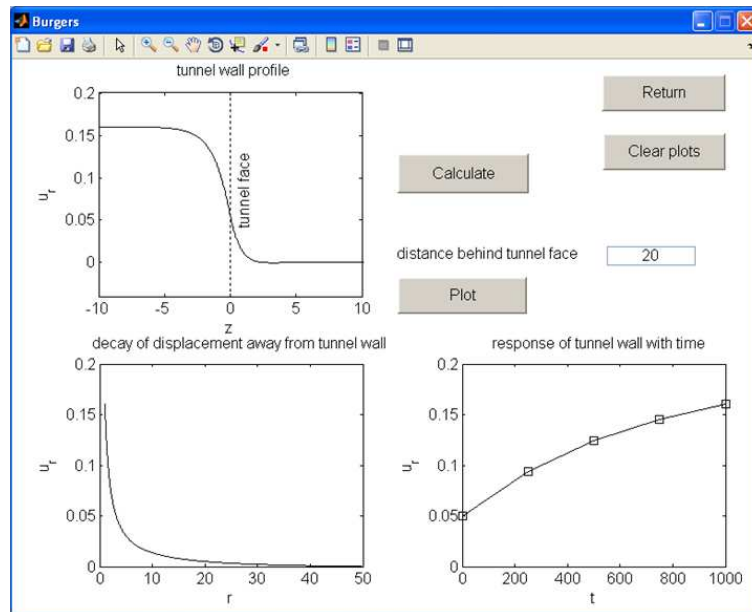 Burgers
tunnel wall profile
0.2
0.15
0.1
0.05
0
u_r
tunnel face
-10 -5 0 5 10
z
Return
Clear plots
Calculate
distance behind tunnel face 20
Plot
decay of displacement away from tunnel wall
0.2
0.15
0.1
0.05
0
u_r
0 10 20 30 40 50
r
response of tunnel wall with time
0.2
0.15
0.1
0.05
0
u_r
0 200 400 600 800 1000
t